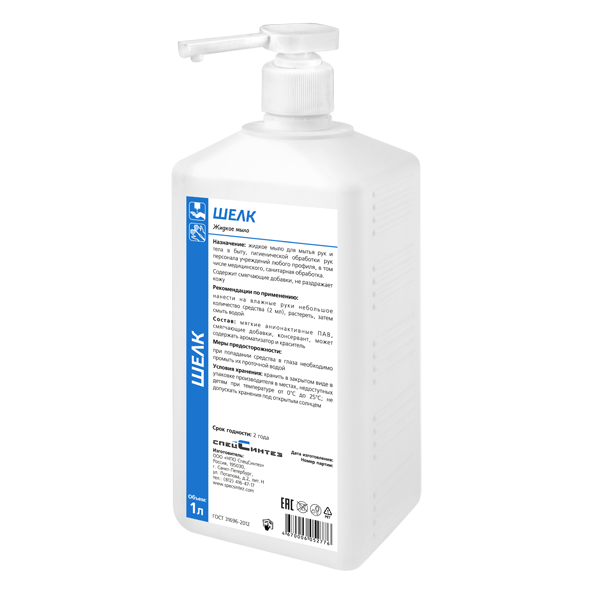 ШЕЛК
Жидкое мыло
Назначение: жидкое мыло для мытья рук и
тела в быту, гигиенической обработки рук
персонала учреждений любого профиля, в том
числе медицинского, санитарная обработка.
Содержит смягчающие добавки, не раздражает
кожу
Рекомендации по применению:
нанести на влажные руки небольшое
количество средства (2 мл), растереть, затем
смыть водой
Состав: мягкие анионактивные ПАВ,
смягчающие добавки, консервант, может
содержать ароматизатор и краситель
Меры предосторожности:
при попадании средства в глаза необходимо
промыть их проточной водой
Условия хранения: хранить в закрытом виде в
упаковке производителя в местах, недоступных
детям при температуре от 0°С до 25°С, не
допускать хранения под открытым солнцем
ШЕЛК
Срок годности: 2 года
СПЕЦСИНТЕЗ
Дата изготовления:
Номер партии:
Изготовитель:
ООО «НПО СпецСинтез»
Россия, 195030,
г. Санкт-Петербург,
ул. Потапова, д.2, лит. Н
тел.: (812) 416-47-17
www.specsintez.com
Объем:
1л
ГОСТ 31696-2012
EAC
4 670006 052776